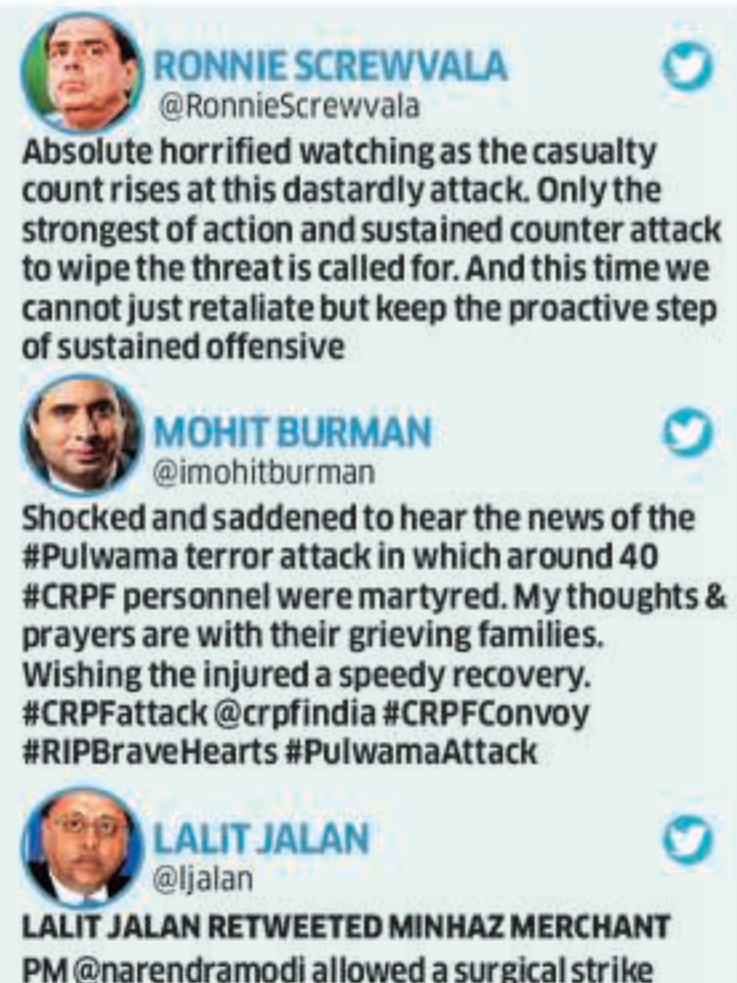 RONNIE SCREWVALA
@RonnieScrewvala
Absolute horrified watching as the casualty
count rises at this dastardly attack. Only the
strongest of action and sustained counter attack
to wipe the threat is called for. And this time we
cannot just retaliate but keep the proactive step
of sustained offensive
MOHIT BURMAN
@imohitburman
Shocked and saddened to hear the news of the
#Pulwama terror attack in which around 40
#CRPF personnel were martyred. My thoughts &
prayers are with their grieving families.
Wishing the injured a speedy recovery.
#CRPFattack @crpfindia #CRPFConvoy
#RIPBraveHearts #PulwamaAttack
LALIT JALAN
@ljalan
LALIT JALAN RETWEETED MINHAZ MERCHANT
PM @narendramodi allowed a surgical strike